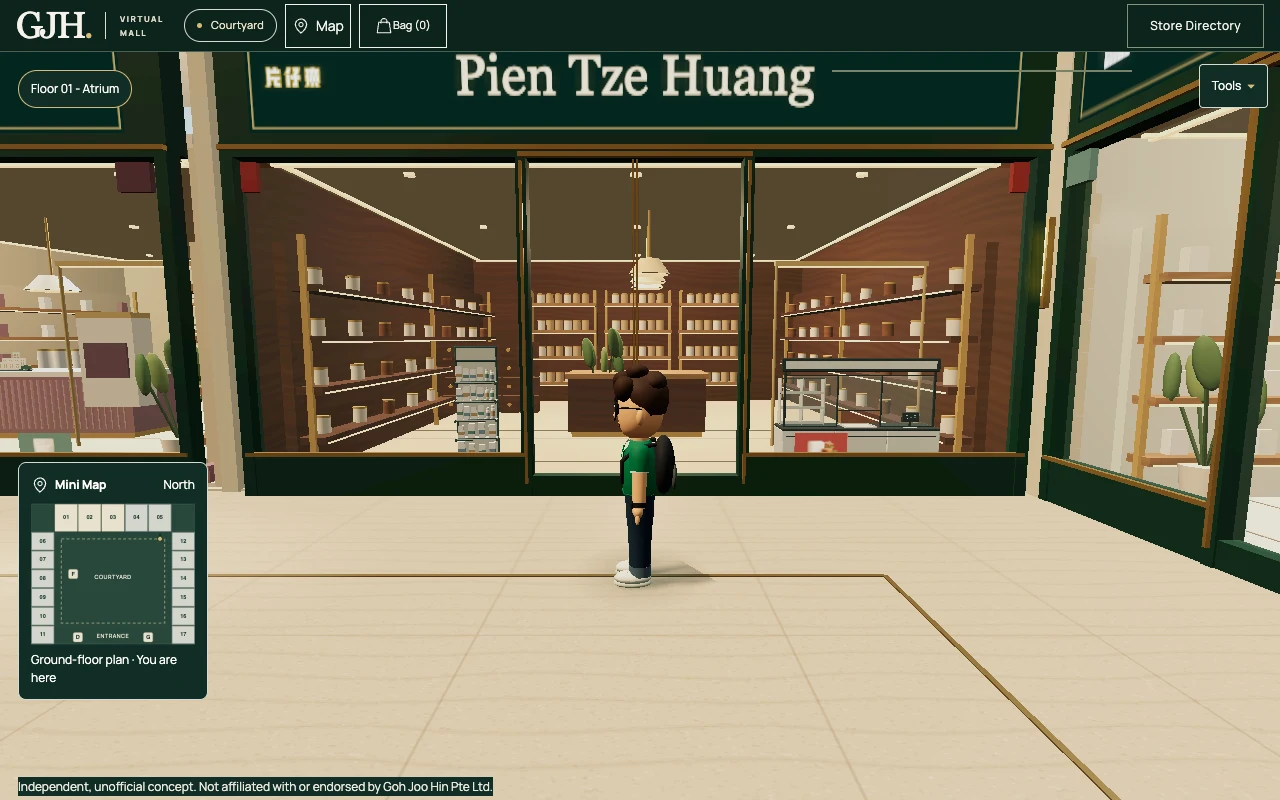 GJH.
VIRTUAL
MALL
Courtyard
Map
Bag (0)
Store Directory
Floor 01 - Atrium
片仔癀
Pien Tze Huang
Tools
Mini Map
North
01 02 03 04 05
06 12
07 13
F COURTYARD
08 14
09 15
10 16
D ENTRANCE G
11 17
Ground-floor plan · You are
here
Independent, unofficial concept. Not affiliated with or endorsed by Goh Joo Hin Pte Ltd.